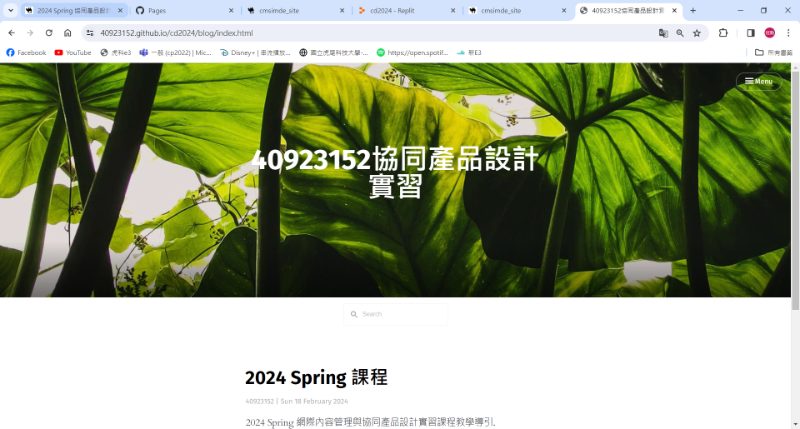 2024 Spring 協同產品設計
Pages
cmsimde_site
cd2024 - Replit
cmsimde_site
40923152協同產品設計
40923152.github.io/cd2024/blog/index.html
Facebook
YouTube
虎科e3
一般 (cp2022) | Mic...
Disney+ | 串流播放...
國立虎尾科技大學-...
https://open.spotif...
新E3
所有書籤
Menu
40923152協同產品設計
實習
Search
2024 Spring 課程
40923152 | Sun 18 February 2024
2024 Spring 網際內容管理與協同產品設計實習課程教學導引.